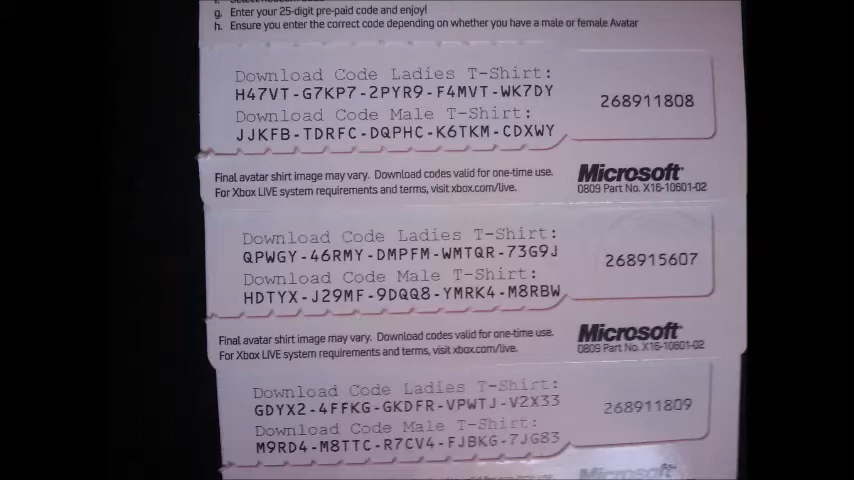 g. Enter your 25-digit pre-paid code and enjoy!
h. Ensure you enter the correct code depending on whether you have a male or female Avatar
Download Code Ladies T-Shirt:
H47VT-G7KP7-2PYR9-F4MVT-WK7DY
268911808
Download Code Male T-Shirt:
JJKFB-TDRFC-DQPHC-K6TKM-CDXWY
Final avatar shirt image may vary. Download codes valid for one-time use.
For Xbox LIVE system requirements and terms, visit xbox.com/live.
Microsoft
0809 Part No. X16-10601-02
Download Code Ladies T-Shirt:
QPWGY-46RMY-DMPFM-WMTQR-73G9J
268915607
Download Code Male T-Shirt:
HDTYX-J29MF-9DQQ8-YMRK4-M8RBW
Final avatar shirt image may vary. Download codes valid for one-time use.
For Xbox LIVE system requirements and terms, visit xbox.com/live.
Microsoft
0809 Part No. X16-10601-02
Download Code Ladies T-Shirt:
GDYX2-4FFKG-GKDFR-VPWTJ-V2X33
268911809
Download Code Male T-Shirt:
M9RD4-M8TTC-R7CV4-FJBKG-7JG83
Microsoft